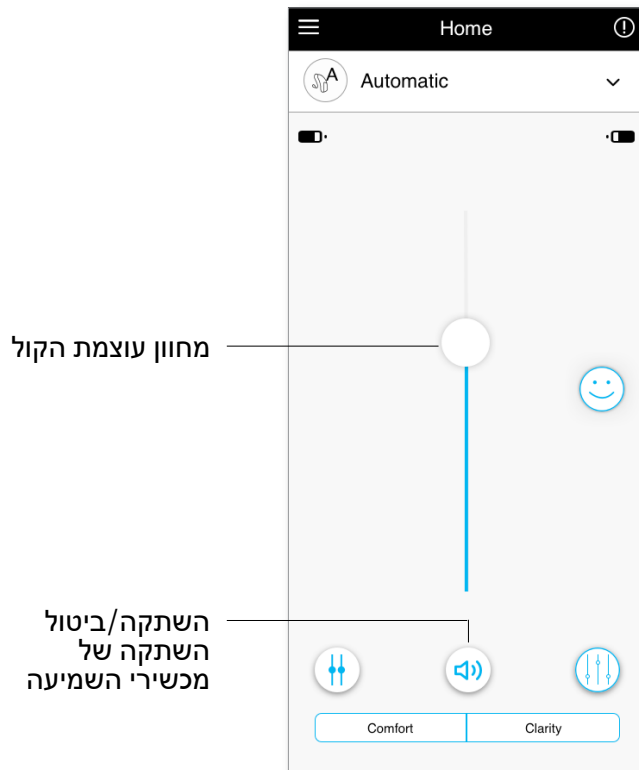 Home
A
Automatic
מחוון עוצמת הקול
השתקה/ביטול
השתקה של
מכשירי השמיעה
Comfort
Clarity